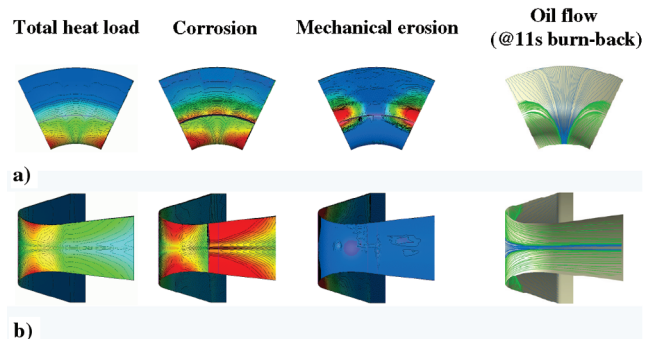 Total heat load
Corrosion
Mechanical erosion
Oil flow
(@11s burn-back)
a)
b)